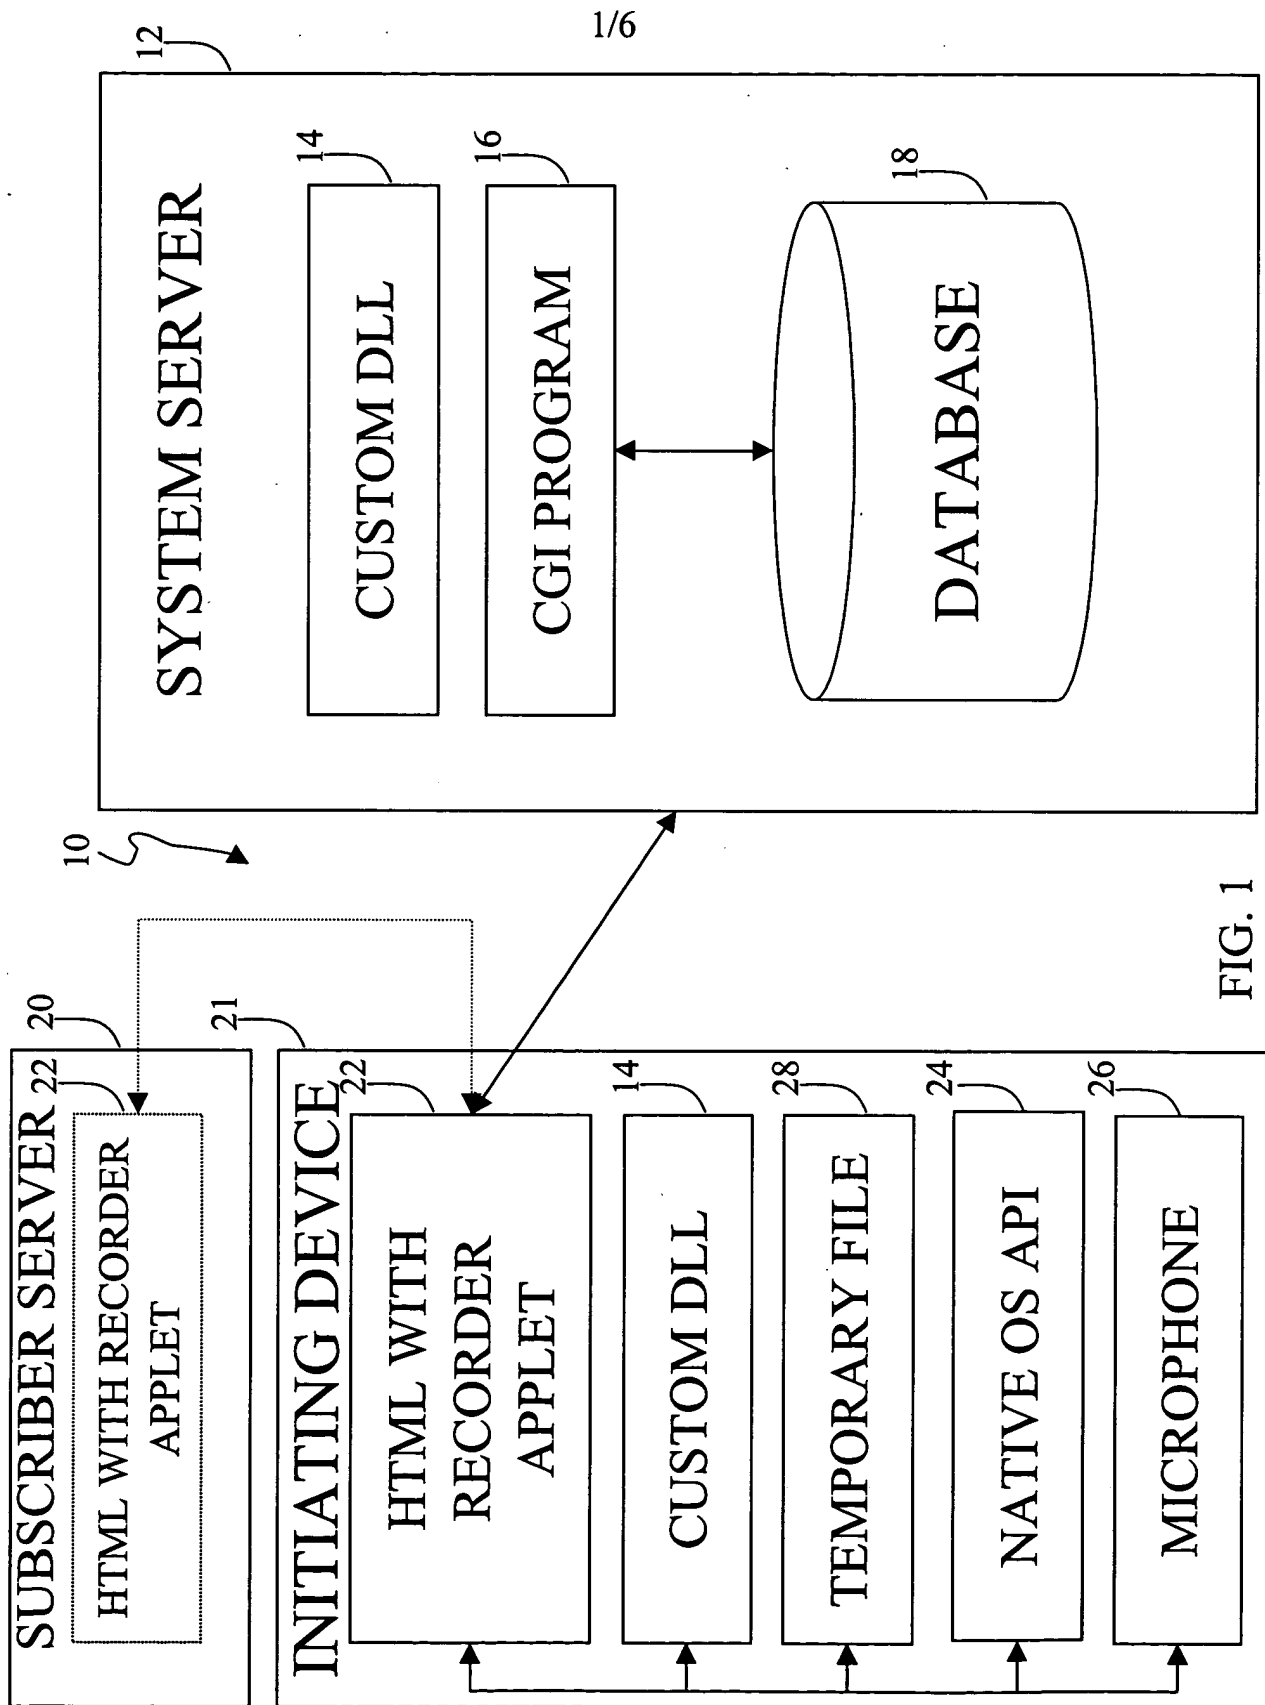 1/6
SUBSCRIBER SERVER
20
22
HTML WITH RECORDER
APPLET
INITIATING DEVICE
21
22
HTML WITH
RECORDER
APPLET
14
CUSTOM DLL
28
TEMPORARY FILE
24
NATIVE OS API
26
MICROPHONE
10
12
SYSTEM SERVER
14
CUSTOM DLL
16
CGI PROGRAM
18
DATABASE
FIG. 1